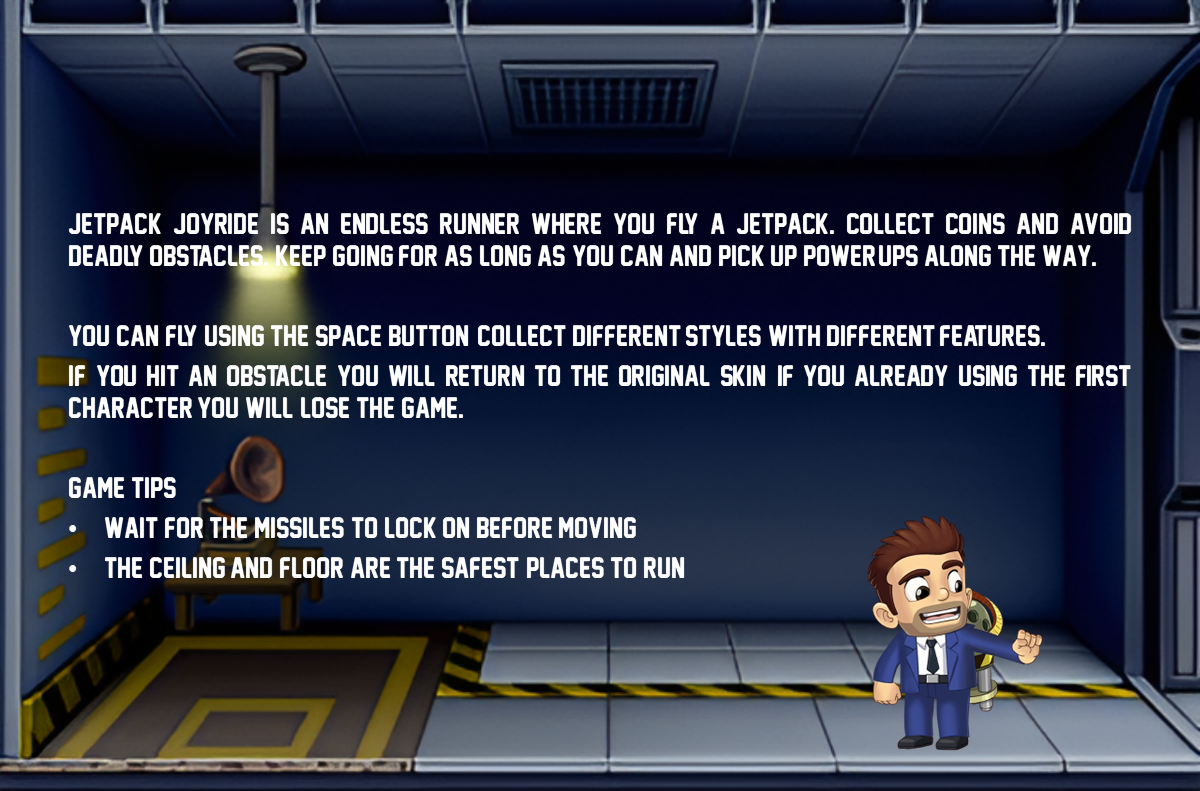 JETPACK JOYRIDE IS AN ENDLESS RUNNER WHERE YOU FLY A JETPACK. COLLECT COINS AND AVOID
DEADLY OBSTACLES. KEEP GOING FOR AS LONG AS YOU CAN AND PICK UP POWERUPS ALONG THE WAY.
YOU CAN FLY USING THE SPACE BUTTON COLLECT DIFFERENT STYLES WITH DIFFERENT FEATURES.
IF YOU HIT AN OBSTACLE YOU WILL RETURN TO THE ORIGINAL SKIN IF YOU ALREADY USING THE FIRST
CHARACTER YOU WILL LOSE THE GAME.
GAME TIPS
• WAIT FOR THE MISSILES TO LOCK ON BEFORE MOVING
• THE CEILING AND FLOOR ARE THE SAFEST PLACES TO RUN